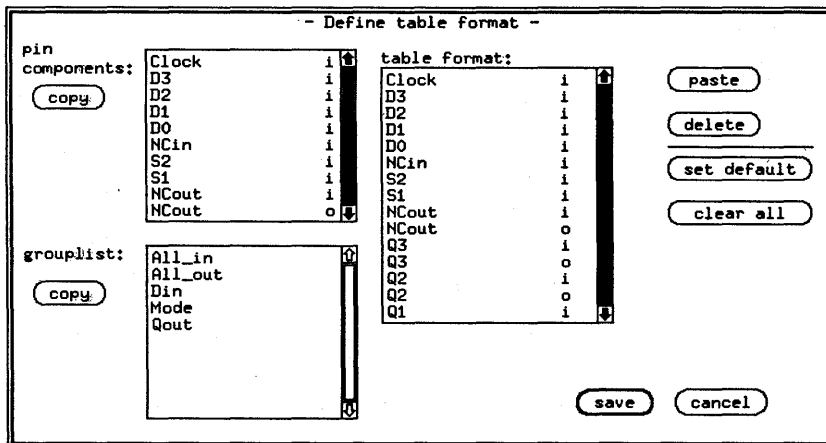 - Define table format -
pin
components:
copy
Clock i
D3 i
D2 i
D1 i
D0 i
NCin i
S2 i
S1 i
NCout i
NCout o
grouplist:
copy
All_in
All_out
Din
Mode
Qout
table format:
Clock i
D3 i
D2 i
D1 i
D0 i
NCin i
S2 i
S1 i
NCout i
NCout o
Q3 i
Q3 o
Q2 i
Q2 o
Q1 i
paste
delete
set default
clear all
save cancel